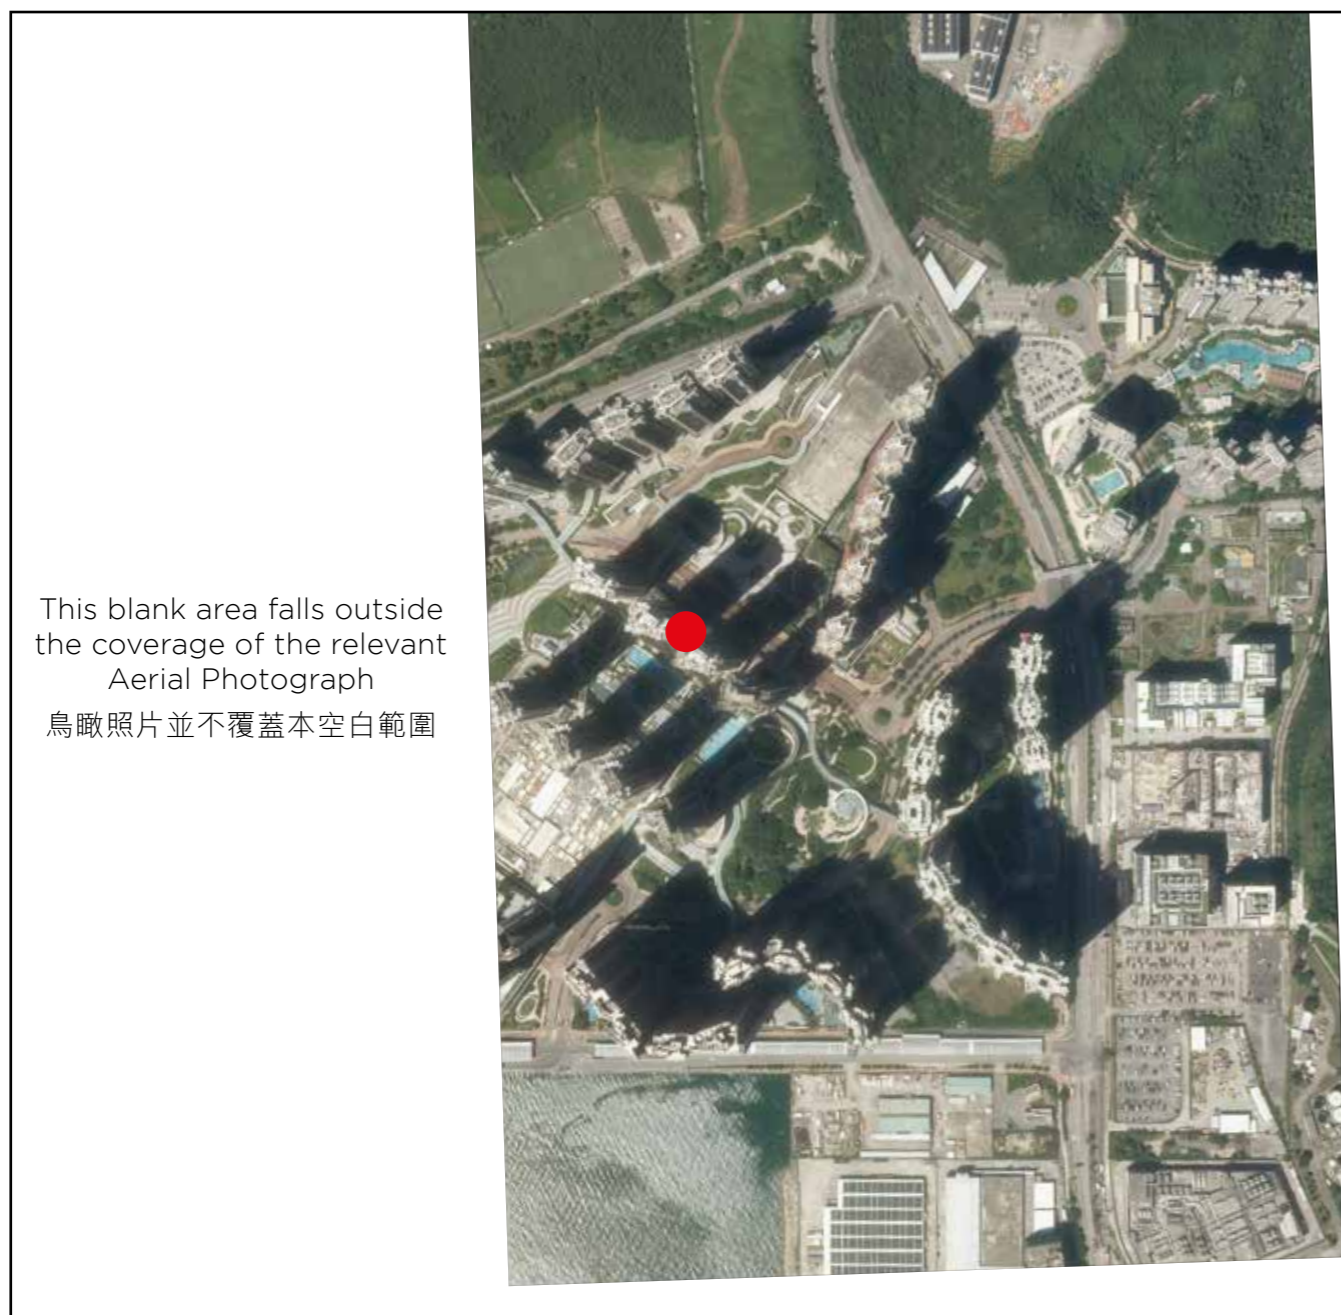 This blank area falls outside
the coverage of the relevant
Aerial Photograph
鳥瞰照片並不覆蓋本空白範圍